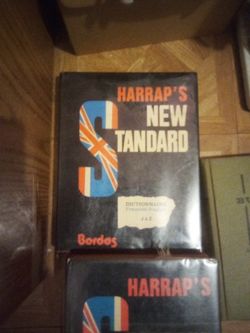 HARRAP'S
NEW
STANDARD
DICTIONNAIRE
J à Z
Bordas
HARRAP'S
S